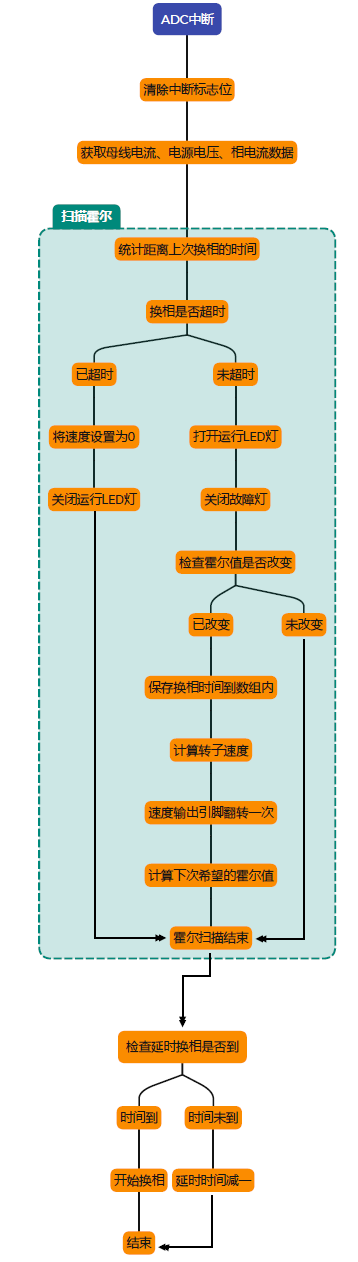 ADC中断
清除中断标志位
获取母线电流、电源电压、相电流数据
扫描霍尔
统计距离上次换相的时间
换相是否超时
已超时
未超时
将速度设置为0
打开运行LED灯
关闭运行LED灯
关闭故障灯
检查霍尔值是否改变
已改变
未改变
保存换相时间到数组内
计算转子速度
速度输出引脚翻转一次
计算下次希望的霍尔值
霍尔扫描结束
检查延时换相是否到
时间到
时间未到
开始换相
延时时间减一
结束